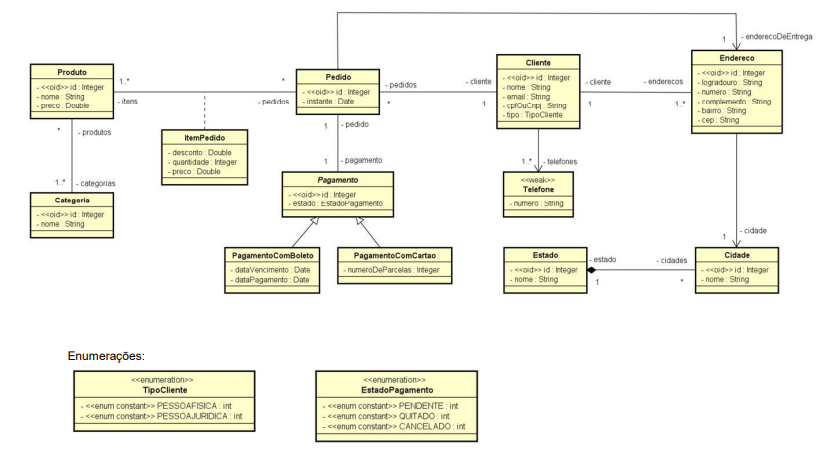 1 - enderecoDeEntrega
Produto
- <<oid>> id : Integer
- nome : String
- preco : Double
1..*
*
- itens
- pedidos
Pedido
- <<oid>> id : Integer
- instante : Date
- pedidos
*
- cliente
1
Cliente
- <<oid>> id : Integer
- nome : String
- email : String
- cpfOuCnpj : String
- tipo : TipoCliente
- cliente
1
- enderecos
1..*
Endereco
- <<oid>> id : Integer
- logradouro : String
- numero : String
- complemento : String
- bairro : String
- cep : String
* - produtos
1..* - categorias
ItemPedido
- desconto : Double
- quantidade : Integer
- preco : Double
1 - pedido
1 - pagamento
1..* - telefones
Categoria
- <<oid>> id : Integer
- nome : String
Pagamento
- <<oid>> id : Integer
- estado : EstadoPagamento
<<weak>>
Telefone
- numero : String
1 - cidade
PagamentoComBoleto
- dataVencimento : Date
- dataPagamento : Date
PagamentoComCartao
- numeroDeParcelas : Integer
Estado
- <<oid>> id : Integer
- nome : String
- estado
1
- cidades
*
Cidade
- <<oid>> id : Integer
- nome : String
Enumerações:
<<enumeration>>
TipoCliente
- <<enum constant>> PESSOAFISICA : int
- <<enum constant>> PESSOAJURIDICA : int
<<enumeration>>
EstadoPagamento
- <<enum constant>> PENDENTE : int
- <<enum constant>> QUITADO : int
- <<enum constant>> CANCELADO : int